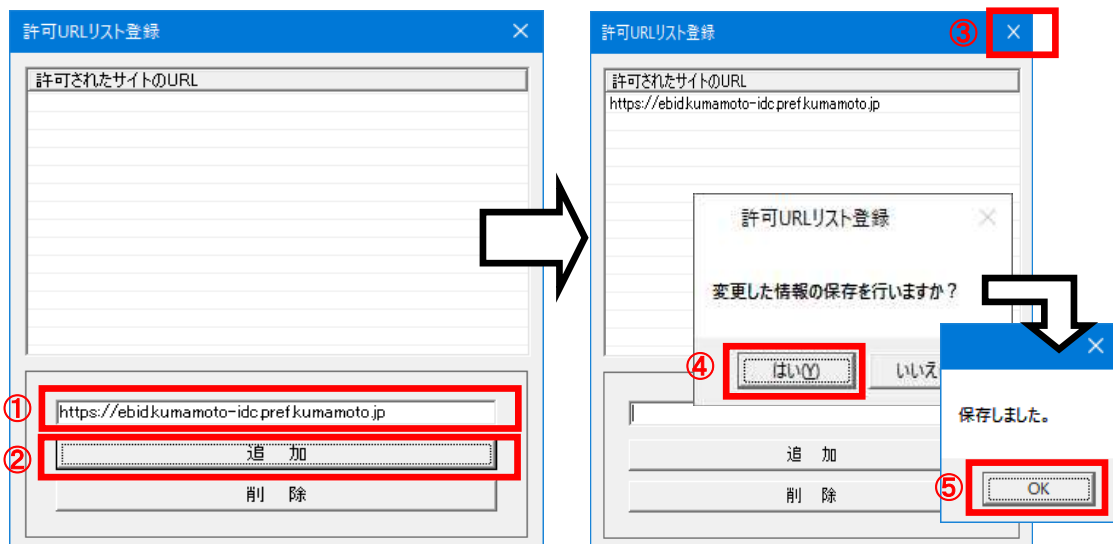 許可URLリスト登録
許可されたサイトのURL
①
https://ebid.kumamoto-idc.pref.kumamoto.jp
②
追 加
削 除
許可URLリスト登録
③
許可されたサイトのURL
https://ebid.kumamoto-idc.pref.kumamoto.jp
許可URLリスト登録
変更した情報の保存を行いますか？
④
はい(Y)
いいえ
追 加
削 除
保存しました。
⑤
OK